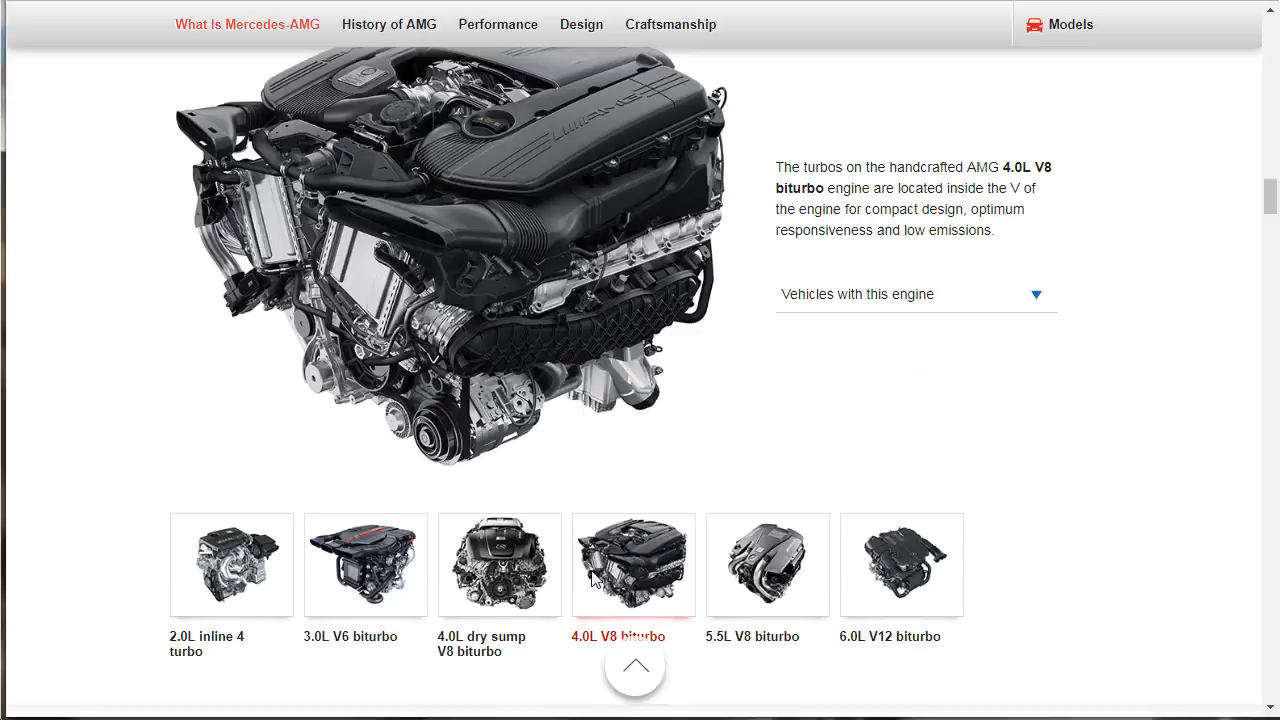 What Is Mercedes-AMG
History of AMG
Performance
Design
Craftsmanship
Models
AMG
The turbos on the handcrafted AMG 4.0L V8
biturbo engine are located inside the V of
the engine for compact design, optimum
responsiveness and low emissions.
Vehicles with this engine
2.0L inline 4
turbo
3.0L V6 biturbo
4.0L dry sump
V8 biturbo
4.0L V8 biturbo
5.5L V8 biturbo
6.0L V12 biturbo